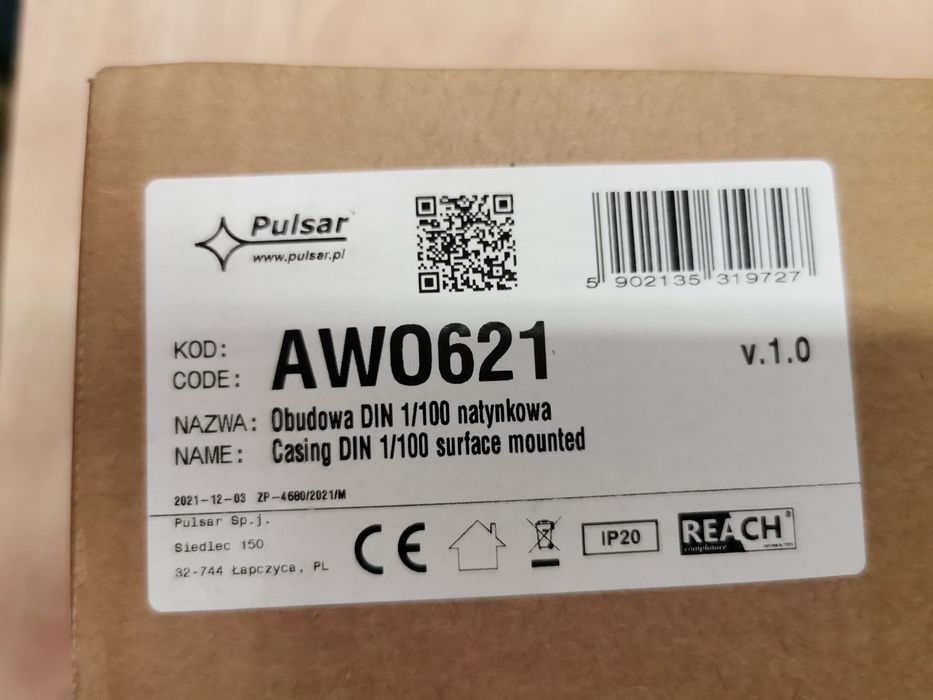 Pulsar
www.pulsar.pl
5 902135 319727
KOD:
CODE:
AWO621
v.1.0
NAZWA: Obudowa DIN 1/100 natynkowa
NAME: Casing DIN 1/100 surface mounted
2021-12-03 ZP-4680/2021/M
Pulsar Sp.j.
Siedlec 150
32-744 Łapczyca, PL
CE
IP20
REACH®
compliance